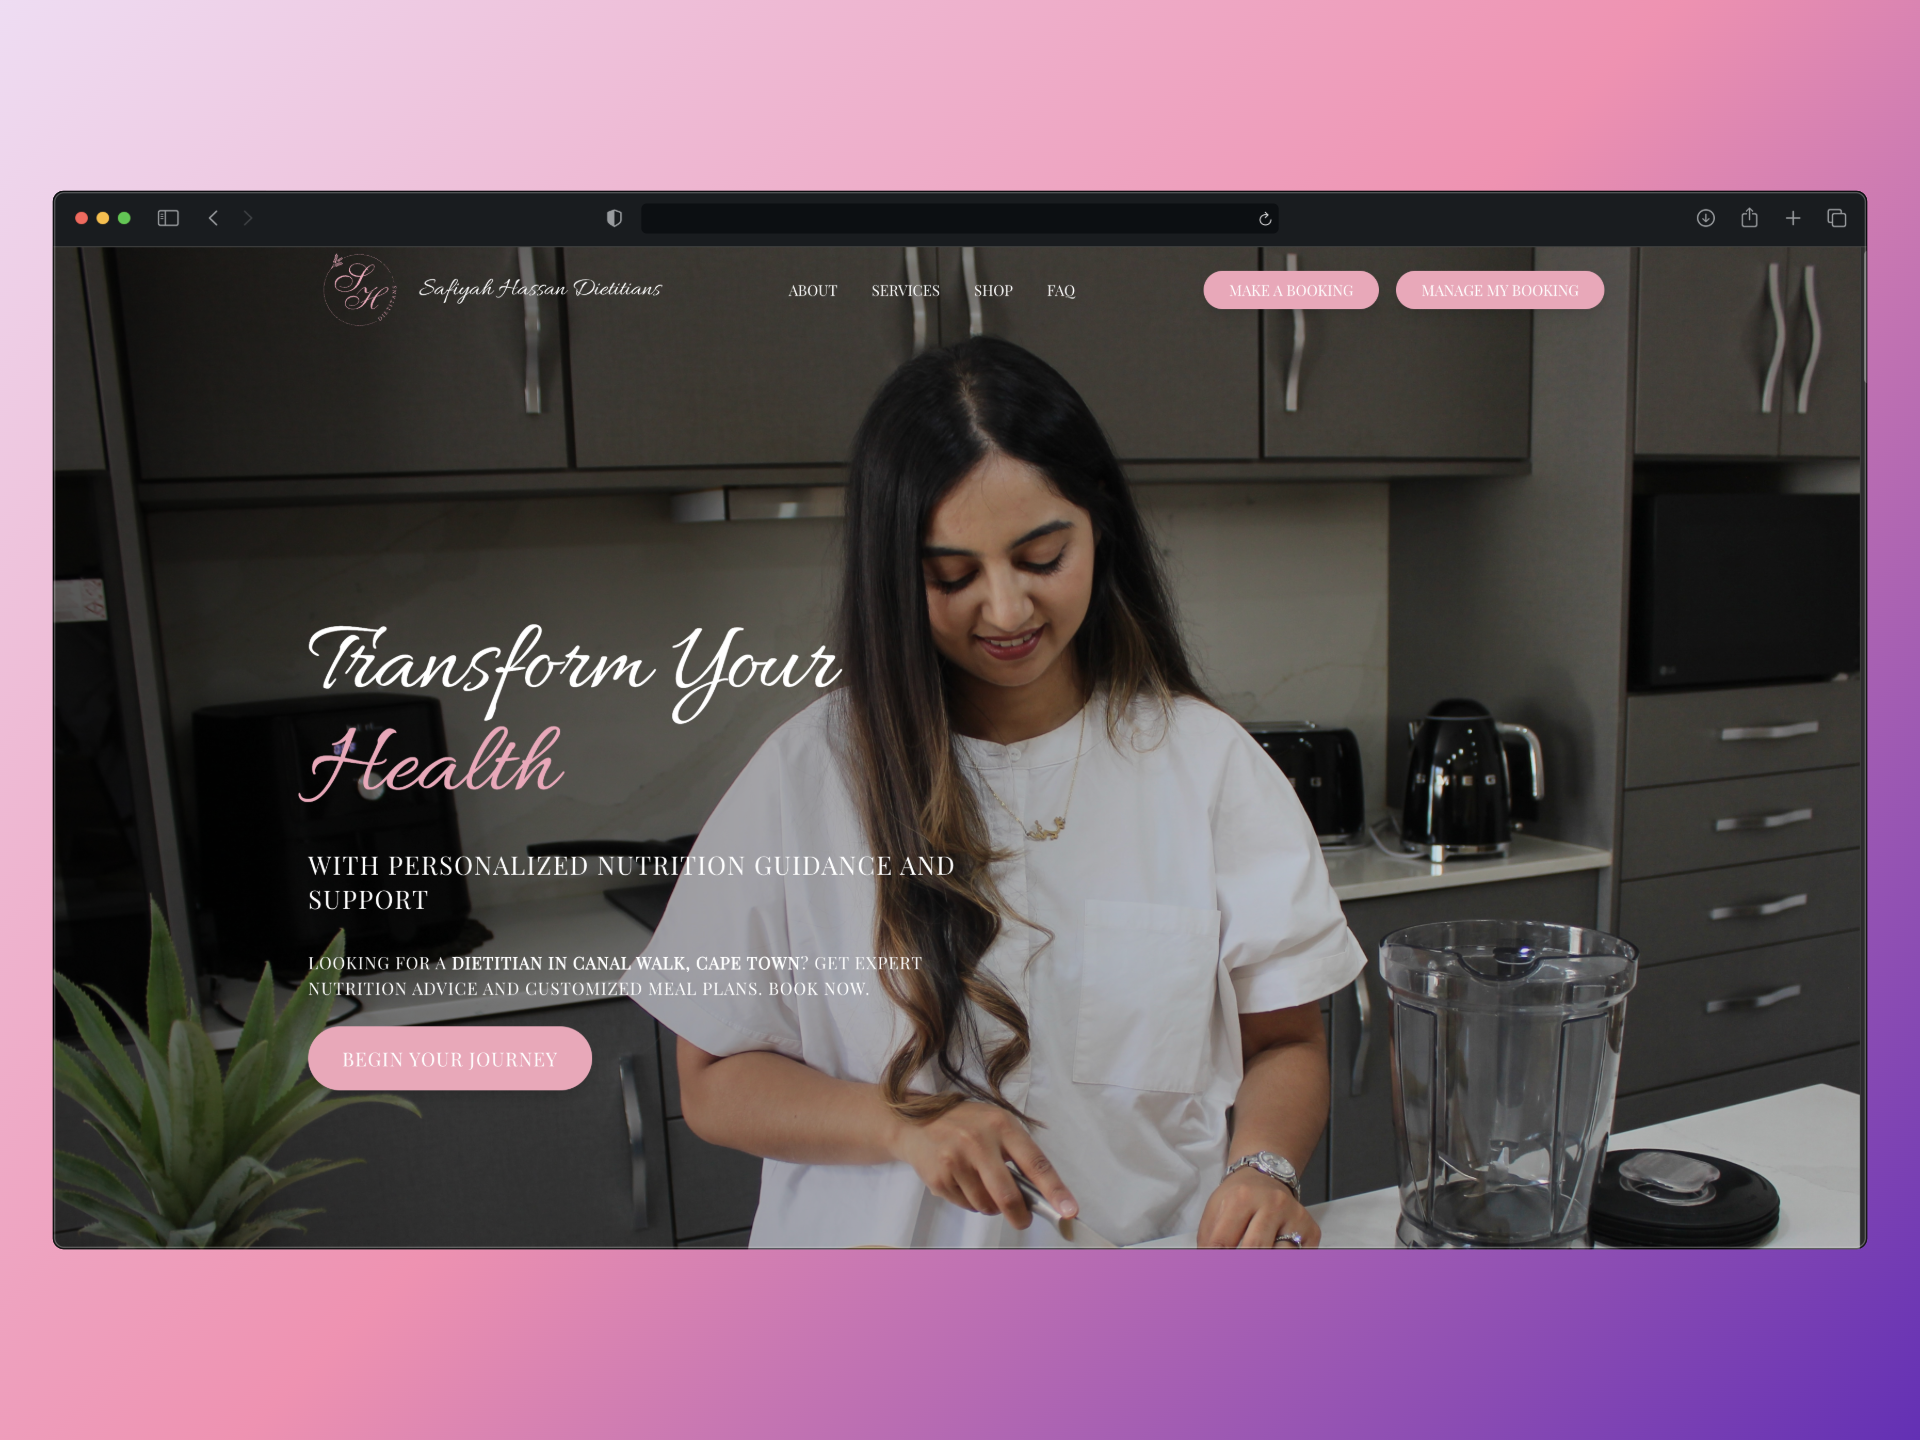 SH
DIETITIANS
Safiyah Hassan Dietitians
ABOUT
SERVICES
SHOP
FAQ
MAKE A BOOKING
MANAGE MY BOOKING
Transform Your
Health
WITH PERSONALIZED NUTRITION GUIDANCE AND
SUPPORT
LOOKING FOR A DIETITIAN IN CANAL WALK, CAPE TOWN? GET EXPERT
NUTRITION ADVICE AND CUSTOMIZED MEAL PLANS. BOOK NOW.
BEGIN YOUR JOURNEY
SMEG
LG